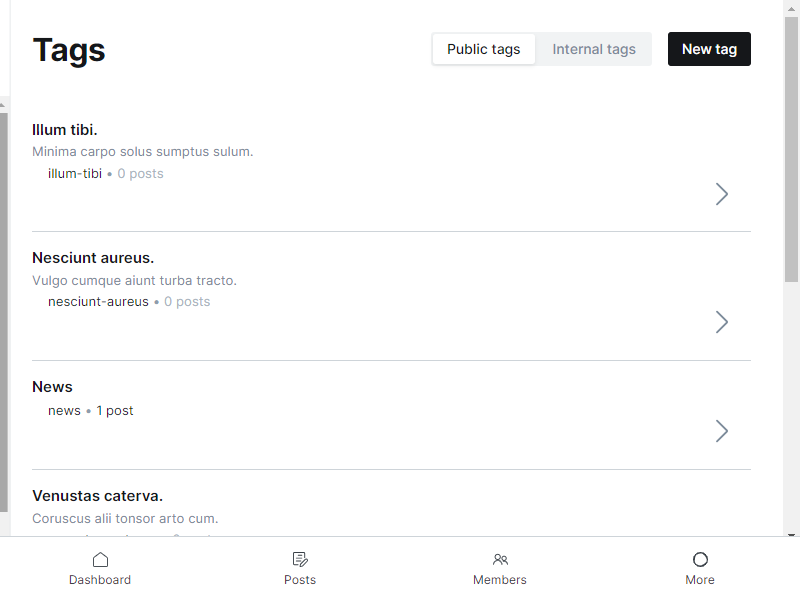 Tags
Public tags
Internal tags
New tag
Illum tibi.
Minima carpo solus sumptus sulum.
illum-tibi • 0 posts
Nesciunt aureus.
Vulgo cumque aiunt turba tracto.
nesciunt-aureus • 0 posts
News
news • 1 post
Venustas caterva.
Coruscus alii tonsor arto cum.
Dashboard
Posts
Members
More